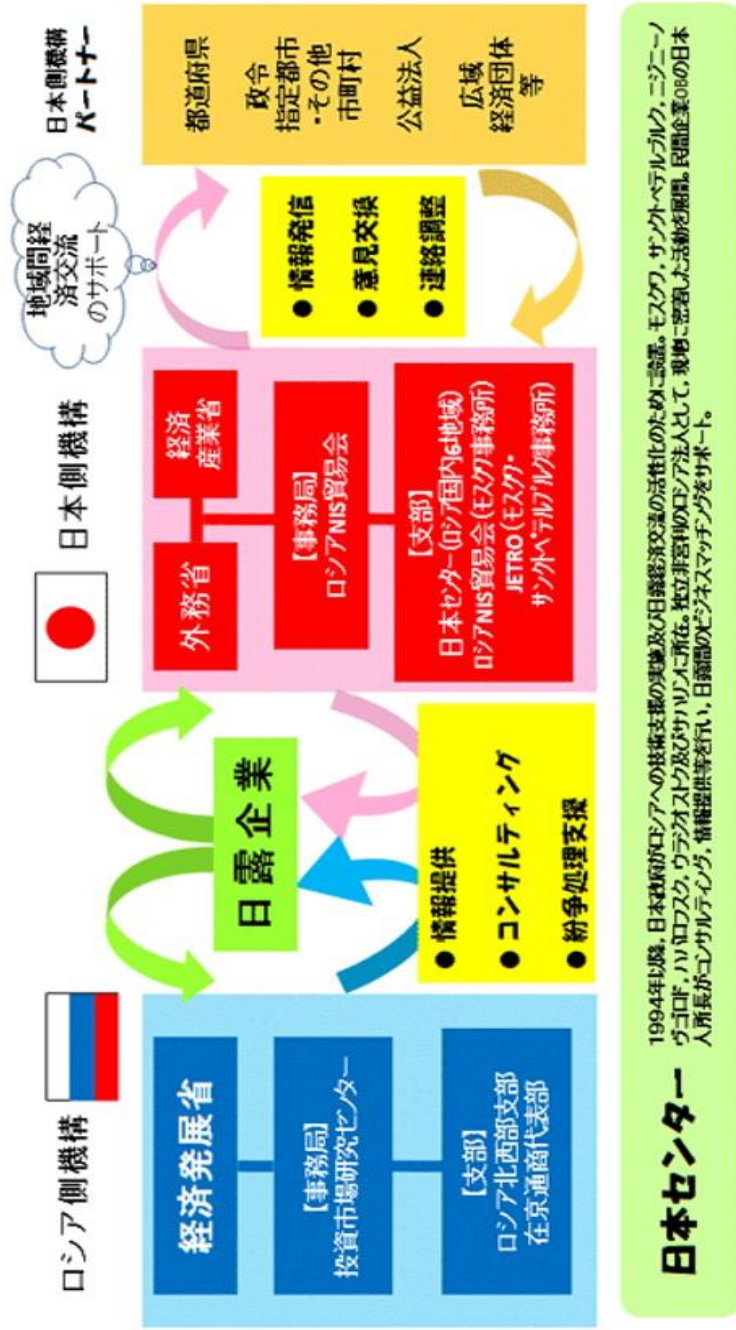 ロシア側機構
経済発展省
【事務局】
投資市場研究センター
【支部】
ロシア北西部支部
在京通商代表部
日露企業
● 情報提供
● コンサルティング
● 紛争処理支援
日本側機構
外務省
経済
産業省
【事務局】
ロシアNIS貿易会
【支部】
日本センター(ロシア国内6地域)
ロシアNIS貿易会(モスクワ事務所)
JETRO(モスクワ・
サンクトペテルブルク事務所)
地域間経
済交流
のサポート
● 情報発信
● 意見交換
● 連絡調整
日本側機構
パートナー
都道府県
政令
指定都市
・その他
市町村
公益法人
広域
経済団体
等
日本センター
1994年以降,日本政府がロシアへの技術支援の実施及び日露経済交流の活性化のために設置。モスクワ,サンクトペテルブルク,ニジニーノ
ヴゴロド,ハバロフスク,ウラジオストク及びサハリンに所在。独立非営利のロシア法人として,現地に密着した活動を展開。民間企業OBの日本
人所長がコンサルティング,情報提供等を行い,日露間のビジネスマッチングをサポート。